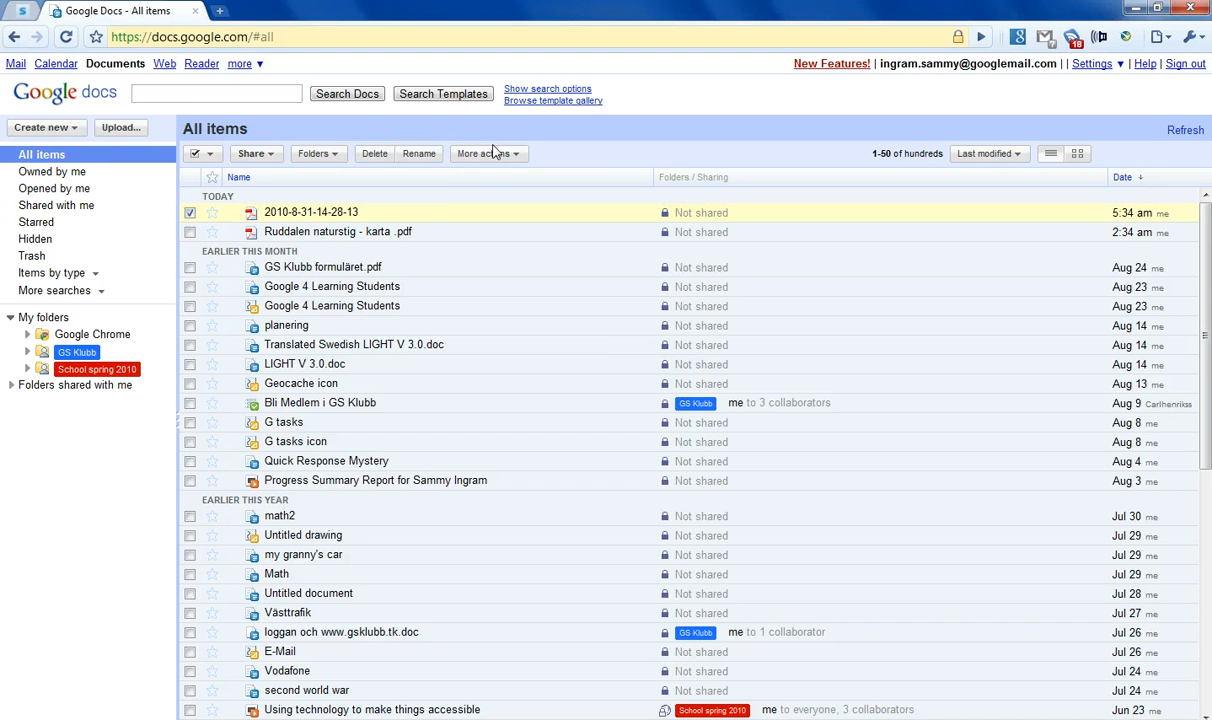 S Google Docs - All items
https://docs.google.com/#all
7 18
Mail Calendar Documents Web Reader more ▼ New Features! | ingram.sammy@googlemail.com | | Settings ▼ | Help | Sign out
Google docs Search Docs Search Templates Show search options
Browse template gallery
Create new Upload... All items Refresh
All items
Owned by me
Opened by me
Shared with me
Starred
Hidden
Trash
Items by type
More searches
My folders
Google Chrome
GS Klubb
School spring 2010
Folders shared with me
Share Folders Delete Rename More actions 1-50 of hundreds Last modified
Name Folders / Sharing Date ↓
TODAY
2010-8-31-14-28-13 Not shared 5:34 am me
Ruddalen naturstig - karta .pdf Not shared 2:34 am me
EARLIER THIS MONTH
GS Klubb formuläret.pdf Not shared Aug 24 me
Google 4 Learning Students Not shared Aug 23 me
Google 4 Learning Students Not shared Aug 23 me
planering Not shared Aug 14 me
Translated Swedish LIGHT V 3.0.doc Not shared Aug 14 me
LIGHT V 3.0.doc Not shared Aug 14 me
Geocache icon Not shared Aug 13 me
Bli Medlem i GS Klubb GS Klubb me to 3 collaborators Aug 9 Carlhenrikss
G tasks Not shared Aug 8 me
G tasks icon Not shared Aug 8 me
Quick Response Mystery Not shared Aug 4 me
Progress Summary Report for Sammy Ingram Not shared Aug 3 me
EARLIER THIS YEAR
math2 Not shared Jul 30 me
Untitled drawing Not shared Jul 29 me
my granny's car Not shared Jul 29 me
Math Not shared Jul 29 me
Untitled document Not shared Jul 28 me
Västtrafik Not shared Jul 27 me
loggan och www.gsklubb.tk.doc GS Klubb me to 1 collaborator Jul 26 me
E-Mail Not shared Jul 26 me
Vodafone Not shared Jul 24 me
second world war Not shared Jul 24 me
Using technology to make things accessible School spring 2010 me to everyone, 3 collaborators Jun 23 me